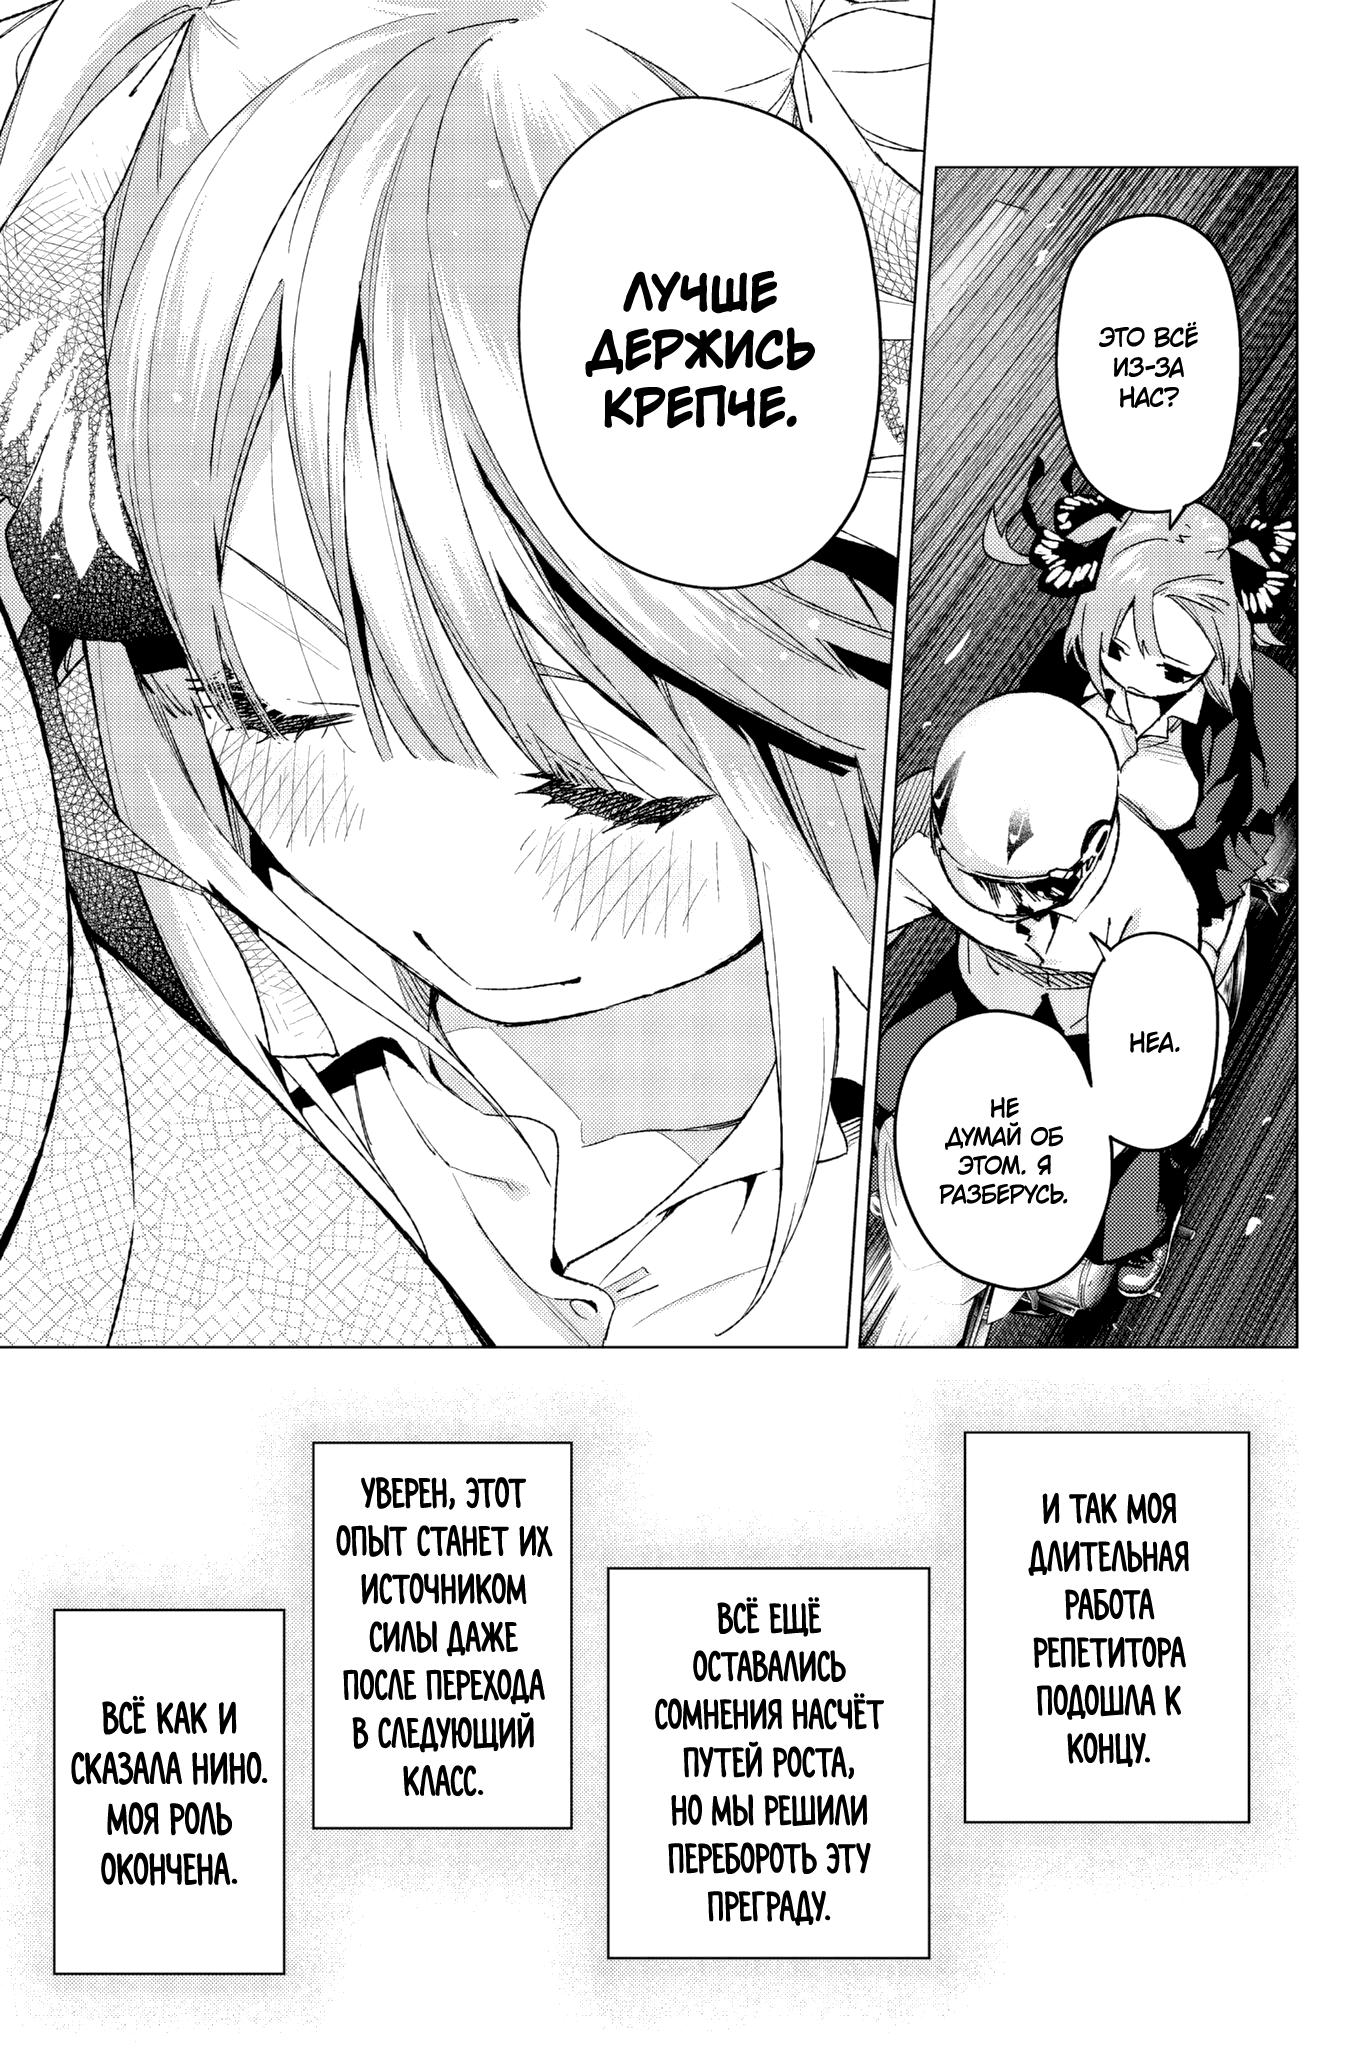 ЭТО ВСЁ
ИЗ-ЗА
НАС?
НЕА.
НЕ
ДУМАЙ ОБ
ЭТОМ. Я
РАЗБЕРУСЬ.
ЛУЧШЕ
ДЕРЖИСЬ
КРЕПЧЕ.
И ТАК МОЯ
ДЛИТЕЛЬНАЯ
РАБОТА
РЕПЕТИТОРА
ПОДОШЛА К
КОНЦУ.
ВСЁ ЕЩЁ
ОСТАВАЛИСЬ
СОМНЕНИЯ НАСЧЁТ
ПУТЕЙ РОСТА,
НО МЫ РЕШИЛИ
ПЕРЕБОРОТЬ ЭТУ
ПРЕГРАДУ.
УВЕРЕН, ЭТОТ
ОПЫТ СТАНЕТ ИХ
ИСТОЧНИКОМ
СИЛЫ ДАЖЕ
ПОСЛЕ ПЕРЕХОДА
В СЛЕДУЮЩИЙ
КЛАСС.
ВСЁ КАК И
СКАЗАЛА НИНО.
МОЯ РОЛЬ
ОКОНЧЕНА.